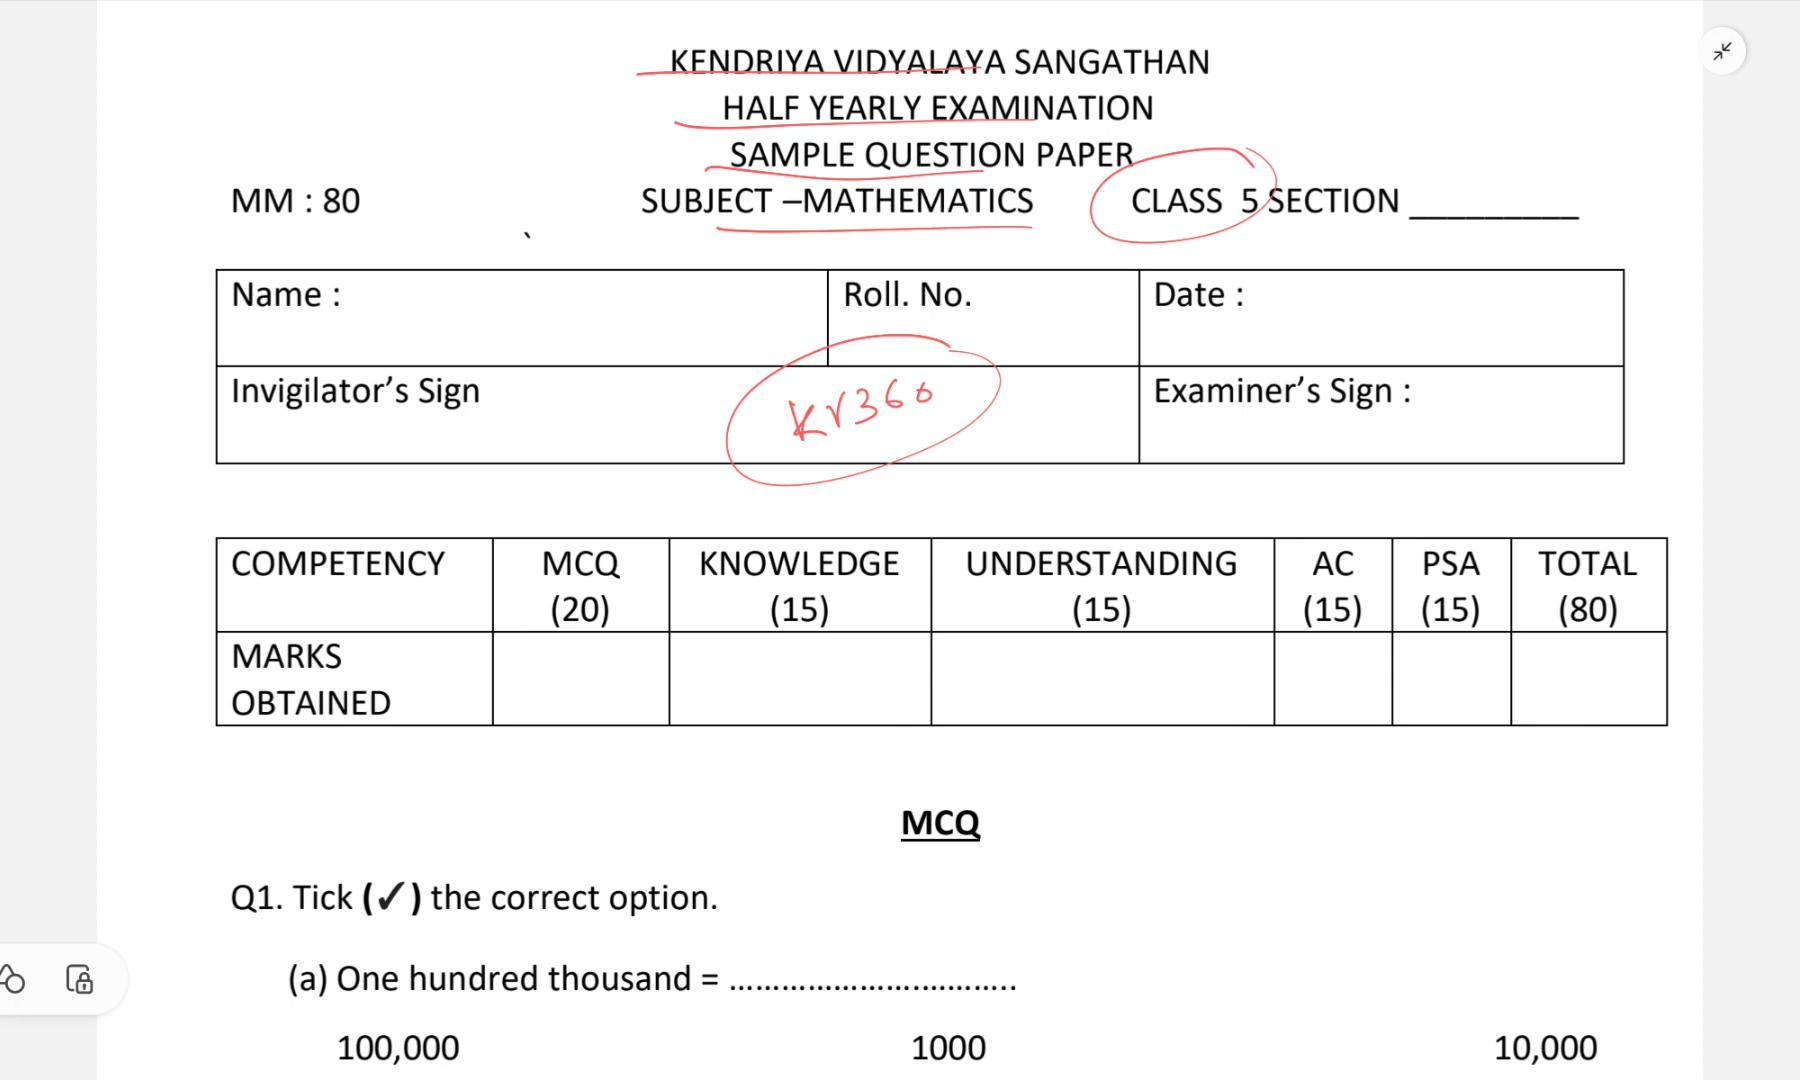 KENDRIYA VIDYALAYA SANGATHAN
HALF YEARLY EXAMINATION
SAMPLE QUESTION PAPER
MM : 80 SUBJECT –MATHEMATICS CLASS 5 SECTION _________
Name : Roll. No. Date :
Invigilator’s Sign KV360 Examiner’s Sign :
COMPETENCY MCQ (20) KNOWLEDGE (15) UNDERSTANDING (15) AC (15) PSA (15) TOTAL (80)
MARKS OBTAINED
MCQ
Q1. Tick (✓) the correct option.
(a) One hundred thousand = ……………………………..
100,000 1000 10,000